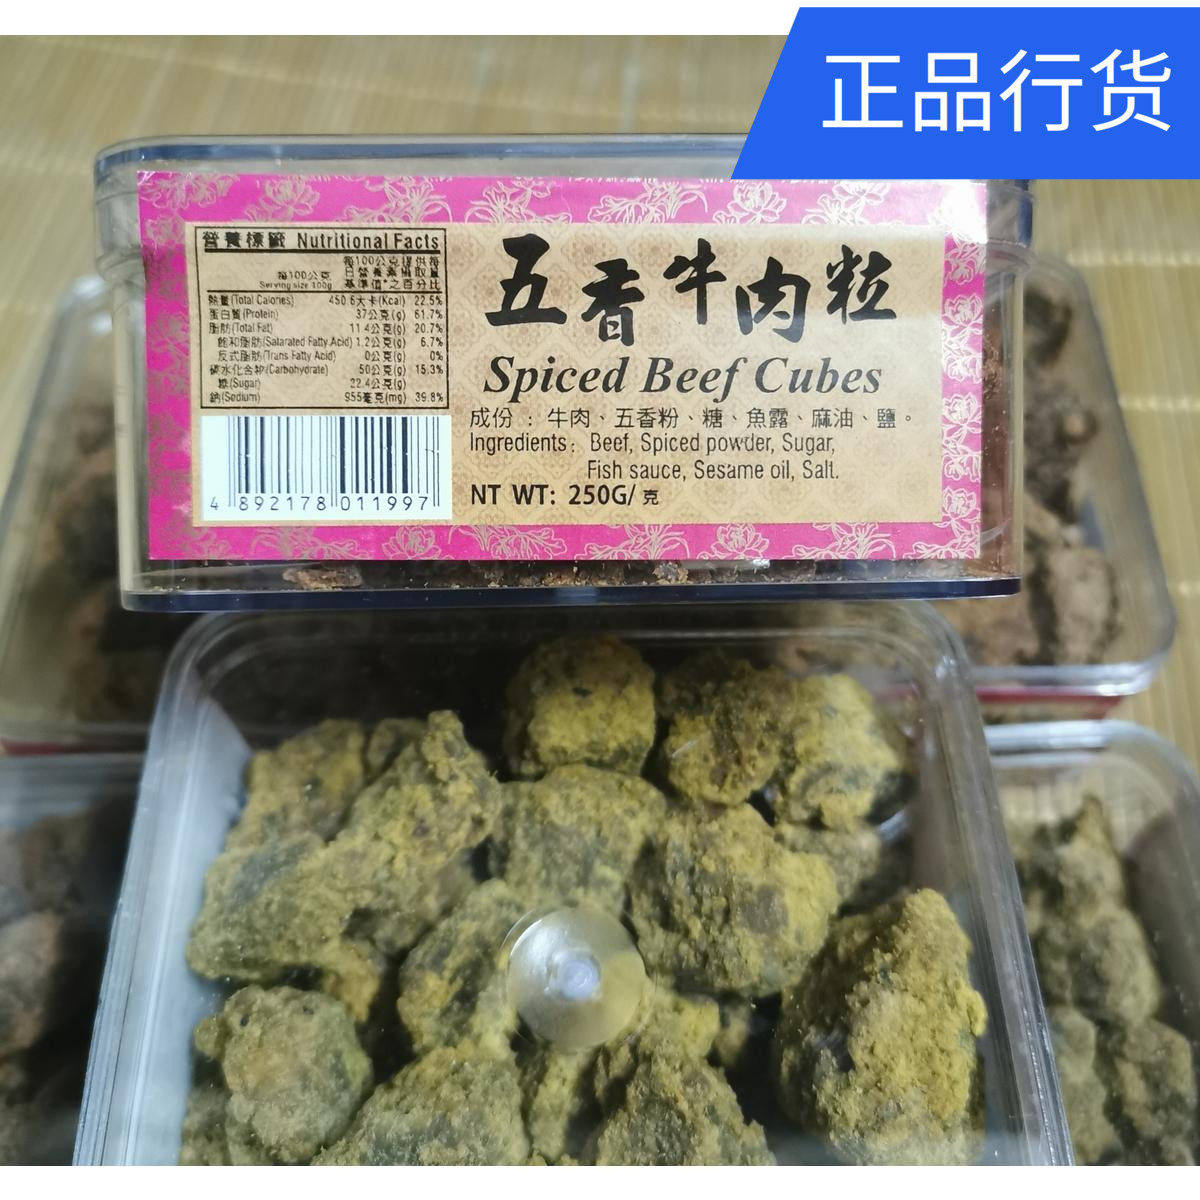 正品行货
營養標籤 Nutritional Facts
每100公克提供每
每100公克 日營養素攝取量
Serving size 100g 基準值*之百分比
熱量(Total Calories) 450.6大卡(Kcal) 22.5%
蛋白質(Protein) 37公克(g) 61.7%
脂肪(Total Fat) 11.4公克(g) 20.7%
飽和脂肪(Satarated Fatty Acid) 1.2公克(g) 6.7%
反式脂肪(Trans Fatty Acid) 0公克(g) 0%
碳水化合物(Carbohydrate) 50公克(g) 15.3%
糖(Sugar) 22.4公克(g)
鈉(Sedium) 955毫克(mg) 39.8%
4 892178 011997
五香牛肉粒
Spiced Beef Cubes
成份：牛肉、五香粉、糖、魚露、麻油、鹽。
Ingredients: Beef, Spiced powder, Sugar,
Fish sauce, Sesame oil, Salt.
NT WT: 250G/克